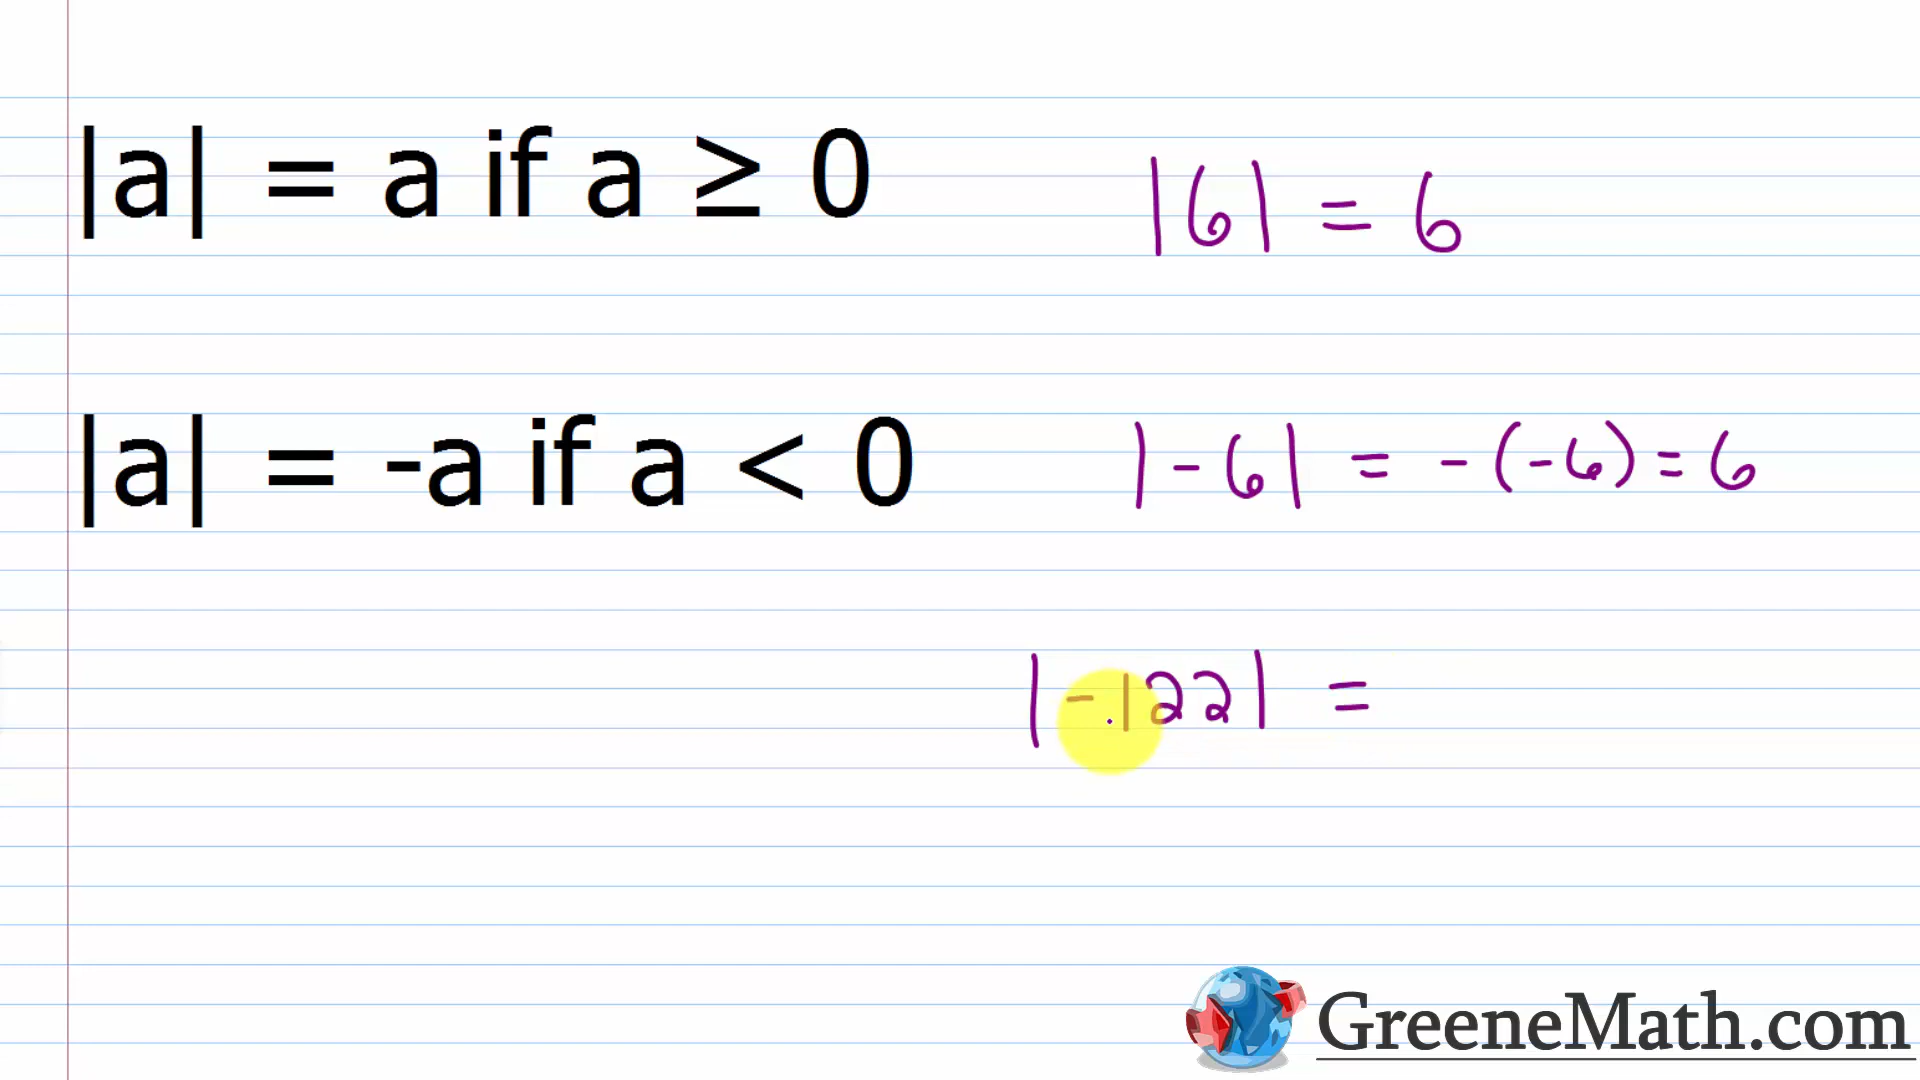 |a| = a if a ≥ 0
|6| = 6
|a| = -a if a < 0
|-6| = -(-6) = 6
|-122| =
GreeneMath.com